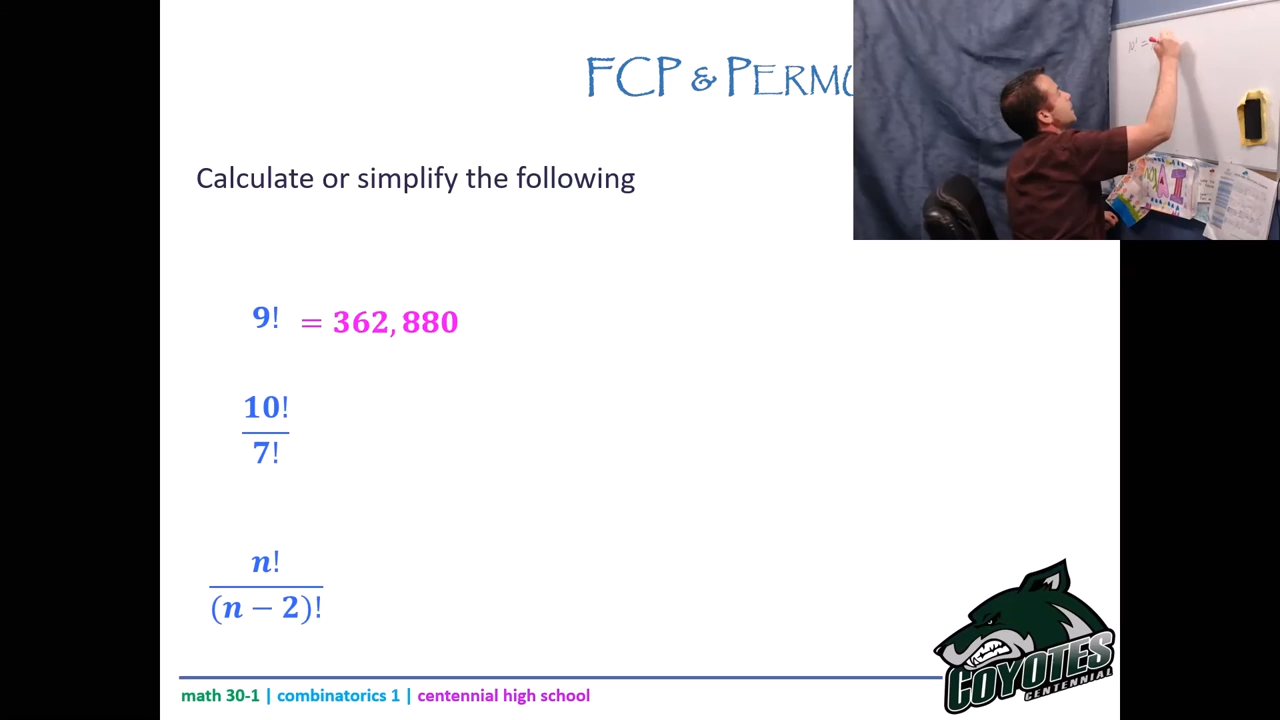 FCP & PERMU
Calculate or simplify the following
n! =
9! = 362,880
10!
7!
n!
(n − 2)!
COYOTES
CENTENNIAL
math 30-1 | combinatorics 1 | centennial high school